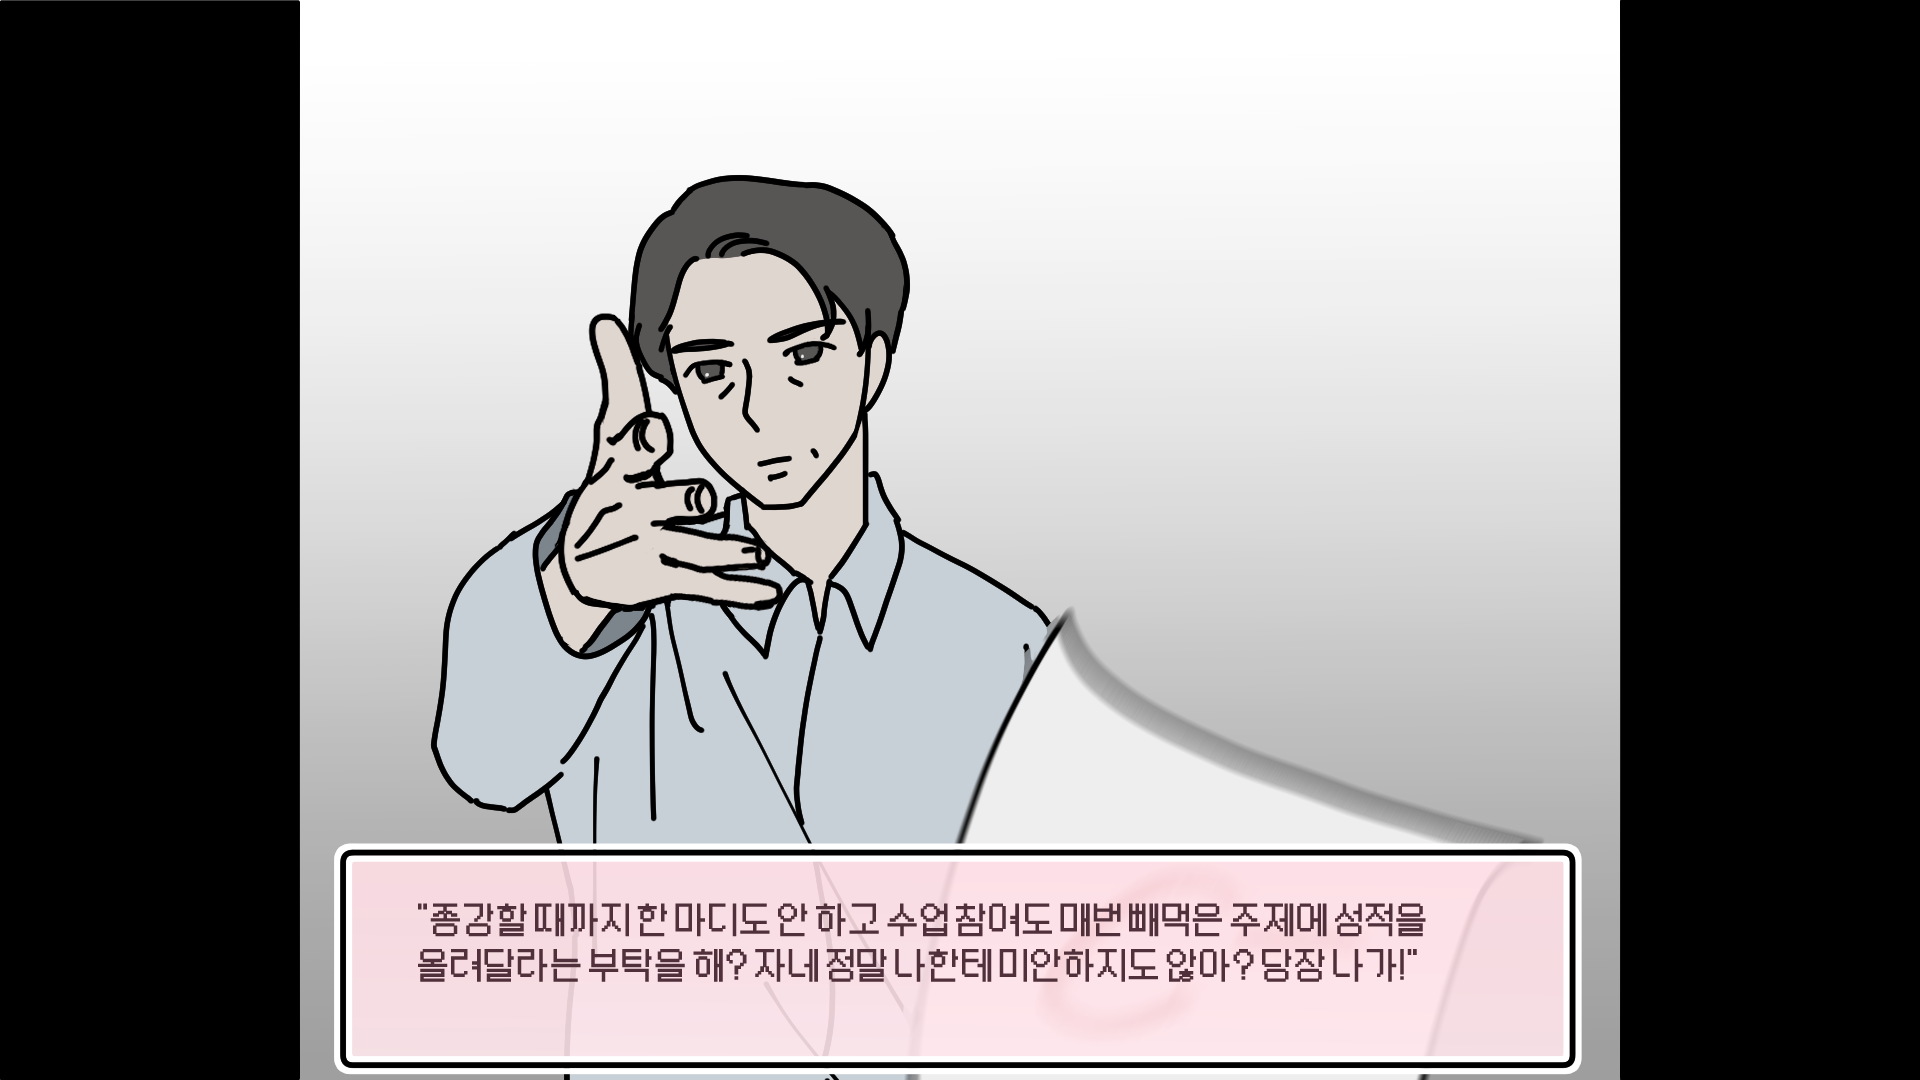 "종강할 때까지 한 마디도 안 하고 수업 참여도 매번 빼먹은 주제에 성적을
올려달라는 부탁을 해? 자네 정말 나한테 미안하지도 않아? 당장 나가!"